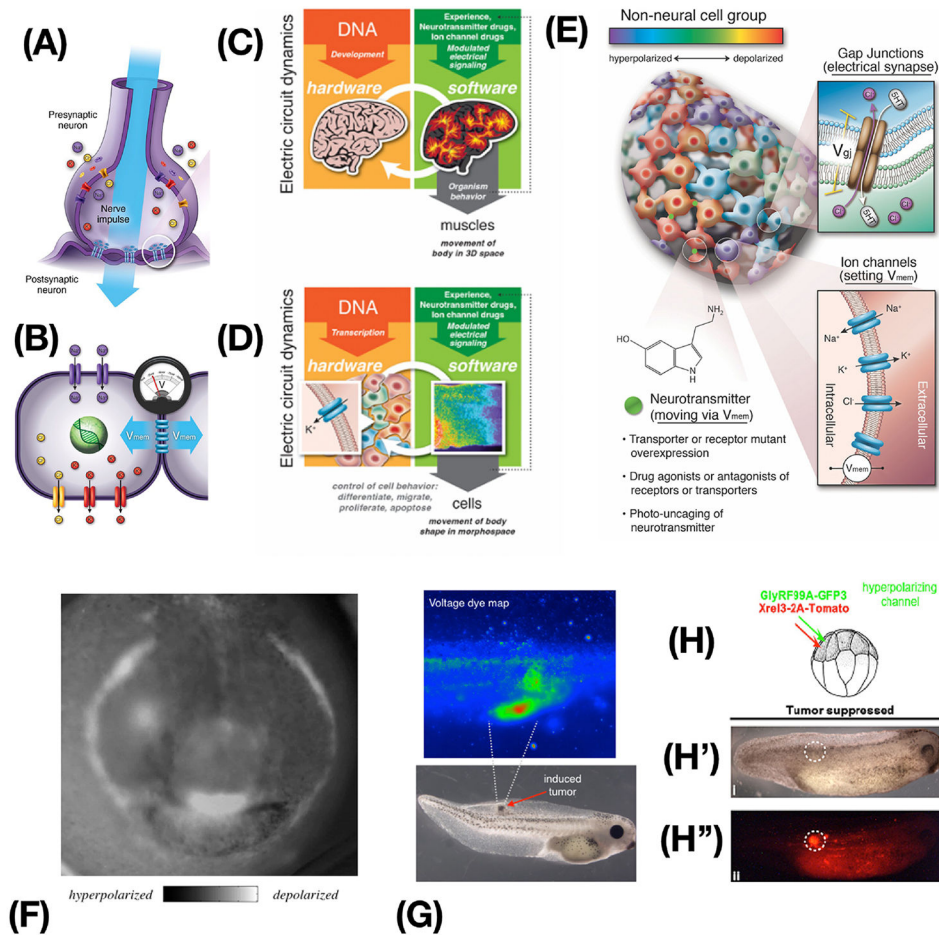 (A)
Presynaptic
neuron
Nerve
impulse
Postsynaptic
neuron
(B)
V
Vmem
Vmem
(C)
Electric circuit dynamics
DNA
Development
hardware
Experience,
Neurotransmitter drugs,
Ion channel drugs
Modulated
electrical
signaling
software
Organism
behavior
muscles
movement of
body in 3D space
(D)
Electric circuit dynamics
DNA
Transcription
hardware
K+
Experience,
Neurotransmitter drugs,
Ion channel drugs
Modulated
electrical
signaling
software
control of cell behavior:
differentiate, migrate,
proliferate, apoptose
cells
movement of body
shape in morphospace
(E)
Non-neural cell group
hyperpolarized
depolarized
Gap Junctions
(electrical synapse)
Cl
5HT
Vgj
Cl
5HT
Cl
Ion channels
(setting Vmem)
Na+
Na+
K+
K+
Cl-
Intracellular
Extracellular
Vmem
NH2
HO
N
H
Neurotransmitter
(moving via Vmem)
• Transporter or receptor mutant
overexpression
• Drug agonists or antagonists of
receptors or transporters
• Photo-uncaging of
neurotransmitter
hyperpolarized
depolarized
(F)
Voltage dye map
induced
tumor
(G)
GlyRF99A-GFP3
Xrel3-2A-Tomato
hyperpolarizing
channel
(H)
Tumor suppressed
(H')
i
(H")
ii